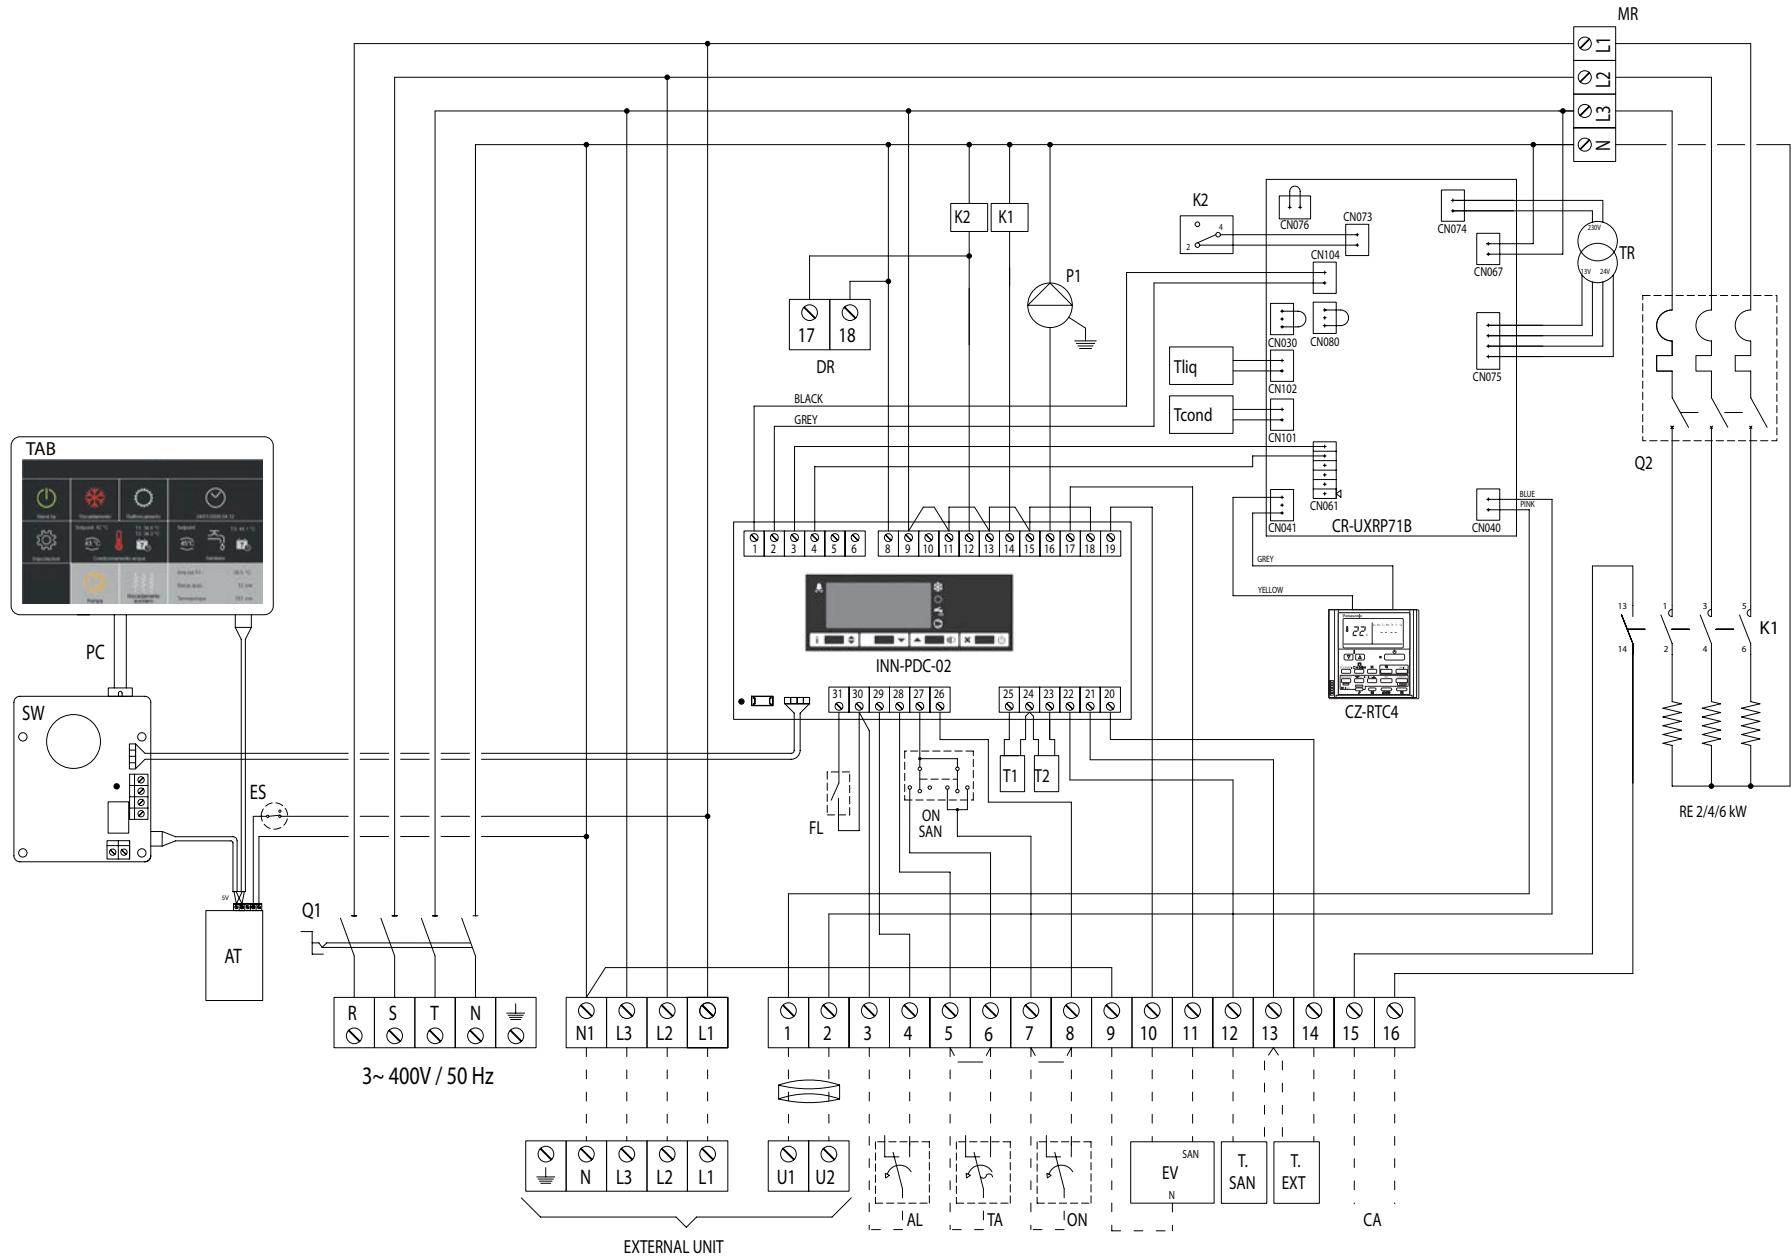 MR
L1
L2
L3
N
K2 K1
K2
4
2
CN076
CN073
CN074
230V
TR
13V 24V
CN067
CN104
P1
17 18
DR
CN030 CN080
Tliq
CN102
CN075
BLACK
GREY
Tcond
CN101
Q2
TAB
CN061
CN041
CR-UXRP71B
CN040
BLUE
PINK
1 2 3 4 5 6
8 9 10 11 12 13 14 15 16 17 18 19
GREY
YELLOW
INN-PDC-02
Panasonic
22
CZ-RTC4
13 1 3 5
K1
14 2 4 6
PC
SW
31 30 29 28 27 26
25 24 23 22 21 20
T1 T2
FL
ON
SAN
ES
RE 2/4/6 kW
5V
AT
Q1
R S T N
3~ 400V / 50 Hz
N1 L3 L2 L1
1 2 3 4 5 6 7 8 9 10 11 12 13 14 15 16
N L3 L2 L1
U1 U2
EXTERNAL UNIT
AL
TA
ON
SAN
EV
N
T.
SAN
T.
EXT
CA